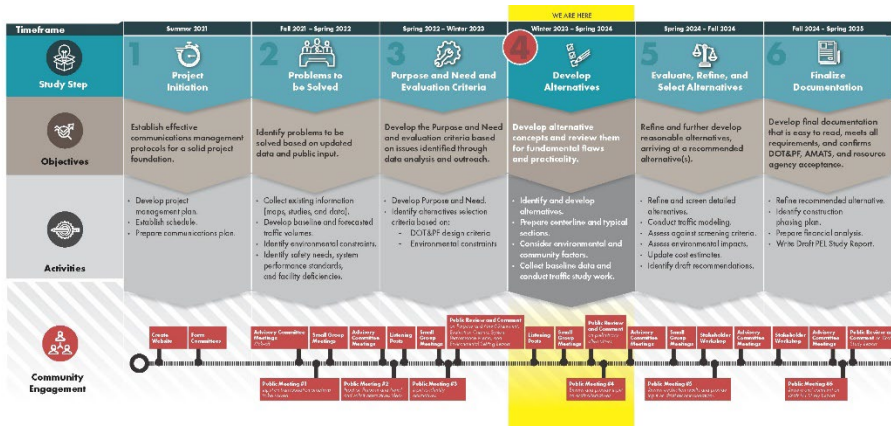 WE ARE HERE
Timeframe
Summer 2021
Fall 2021 – Spring 2022
Spring 2022 – Winter 2023
Winter 2023 – Spring 2024
Spring 2024 – Fall 2024
Fall 2024 – Spring 2025
Study Step
1
Project
Initiation
2
Problems to
be Solved
3
Purpose and Need and
Evaluation Criteria
4
Develop
Alternatives
5
Evaluate, Refine, and
Select Alternatives
6
Finalize
Documentation
Objectives
Establish effective
communications management
protocols for a solid project
foundation.
Identify problems to be
solved based on updated
data and public input.
Develop the Purpose and Need
and evaluation criteria based
on issues identified through
data analysis and outreach.
Develop alternative
concepts and review them
for fundamental flaws
and practicality.
Refine and further develop
reasonable alternatives,
arriving at a recommended
alternative(s).
Develop final documentation
that is easy to read, meets all
requirements, and confirms
DOT&PF, AMATS, and resource
agency acceptance.
Activities
• Develop project
management plan.
• Establish schedule.
• Prepare communications plan.
• Collect existing information
(maps, studies, and data).
• Develop baseline and forecasted
traffic volumes.
• Identify environmental constraints.
• Identify safety needs, system
performance standards,
and facility deficiencies.
• Develop Purpose and Need.
• Identify alternatives selection
criteria based on:
- DOT&PF design criteria
- Environmental constraints
• Identify and develop
alternatives.
• Prepare centerline and typical
sections.
• Consider environmental and
community factors.
• Collect baseline data and
conduct traffic study work.
• Refine and screen detailed
alternatives.
• Conduct traffic modeling.
• Assess against screening criteria.
• Assess environmental impacts.
• Update cost estimates.
• Identify draft recommendations.
• Refine recommended alternative.
• Identify construction
phasing plan.
• Prepare financial analysis.
• Write Draft PEL Study Report.
Community
Engagement
Create
Website
Form
Committees
Advisory Committee
Meetings
Small Group
Meetings
Advisory
Committee
Meetings
Listening
Posts
Small
Group
Meetings
Public Review and Comment
Listening
Posts
Small
Group
Meetings
Public Review
and Comment
Advisory
Committee
Meetings
Small
Group
Meetings
Stakeholder
Workshop
Advisory
Committee
Meetings
Stakeholder
Workshop
Advisory
Committee
Meetings
Public Review and
Comment
Public Meeting #1
Public Meeting #2
Public Meeting #3
Public Meeting #4
Public Meeting #5
Public Meeting #6